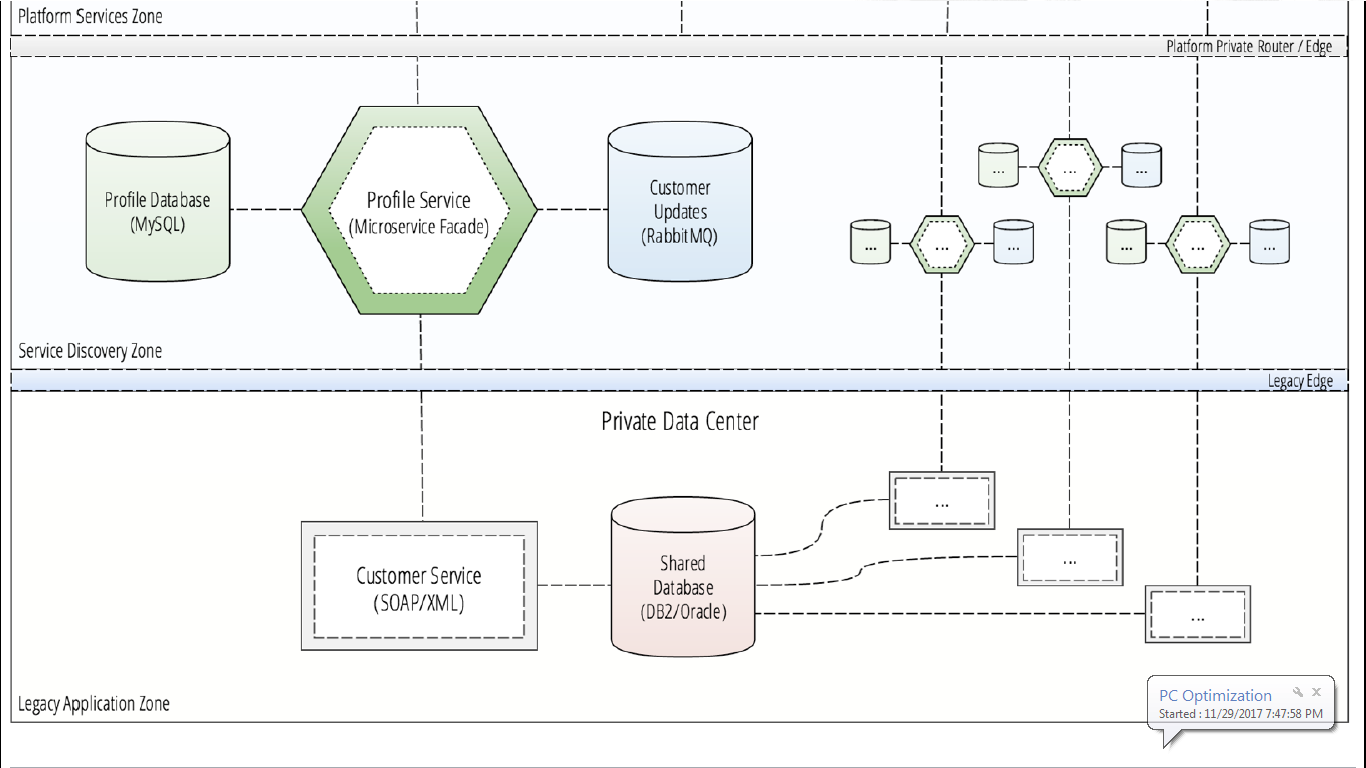 Platform Services Zone
Platform Private Router / Edge
Profile Database
(MySQL)
Profile Service
(Microservice Facade)
Customer
Updates
(RabbitMQ)
...
...
...
...
...
...
...
...
...
Service Discovery Zone
Legacy Edge
Private Data Center
Customer Service
(SOAP/XML)
Shared
Database
(DB2/Oracle)
...
...
...
Legacy Application Zone
PC Optimization
Started : 11/29/2017 7:47:58 PM